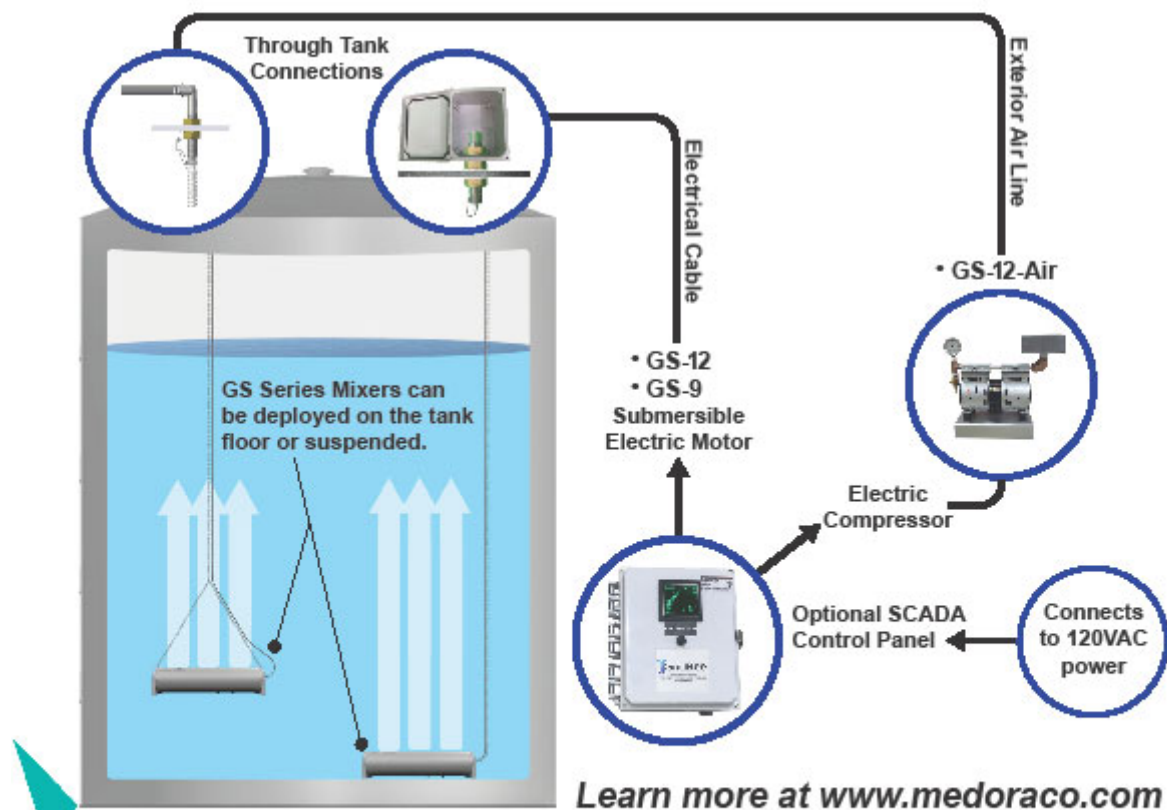 Through Tank
Connections
Exterior Air Line
Electrical Cable
• GS-12-Air
• GS-12
• GS-9
Submersible
Electric Motor
GS Series Mixers can
be deployed on the tank
floor or suspended.
Electric
Compressor
Optional SCADA
Control Panel
Connects
to 120VAC
power
Learn more at www.medoraco.com